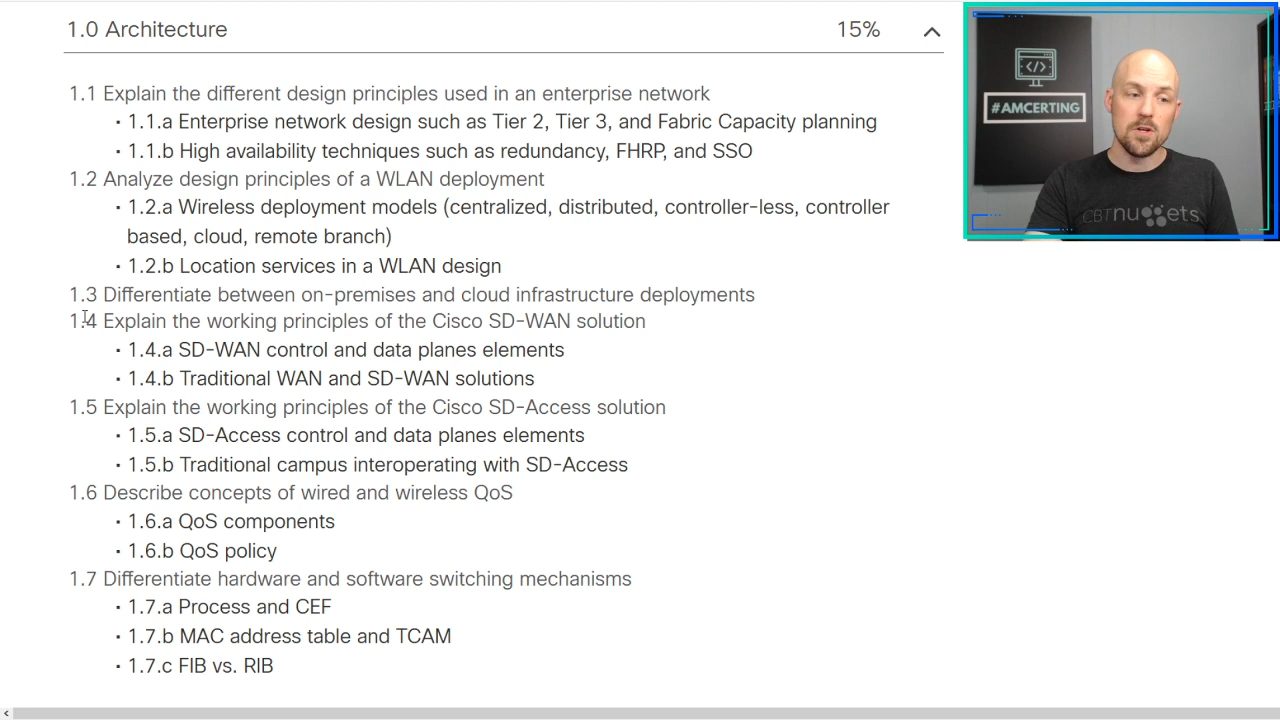 1.0 Architecture 15%
1.1 Explain the different design principles used in an enterprise network
· 1.1.a Enterprise network design such as Tier 2, Tier 3, and Fabric Capacity planning
· 1.1.b High availability techniques such as redundancy, FHRP, and SSO
1.2 Analyze design principles of a WLAN deployment
· 1.2.a Wireless deployment models (centralized, distributed, controller-less, controller
based, cloud, remote branch)
· 1.2.b Location services in a WLAN design
1.3 Differentiate between on-premises and cloud infrastructure deployments
1.4 Explain the working principles of the Cisco SD-WAN solution
· 1.4.a SD-WAN control and data planes elements
· 1.4.b Traditional WAN and SD-WAN solutions
1.5 Explain the working principles of the Cisco SD-Access solution
· 1.5.a SD-Access control and data planes elements
· 1.5.b Traditional campus interoperating with SD-Access
1.6 Describe concepts of wired and wireless QoS
· 1.6.a QoS components
· 1.6.b QoS policy
1.7 Differentiate hardware and software switching mechanisms
· 1.7.a Process and CEF
· 1.7.b MAC address table and TCAM
· 1.7.c FIB vs. RIB
</>
#AMCERTING
CBTnuggets